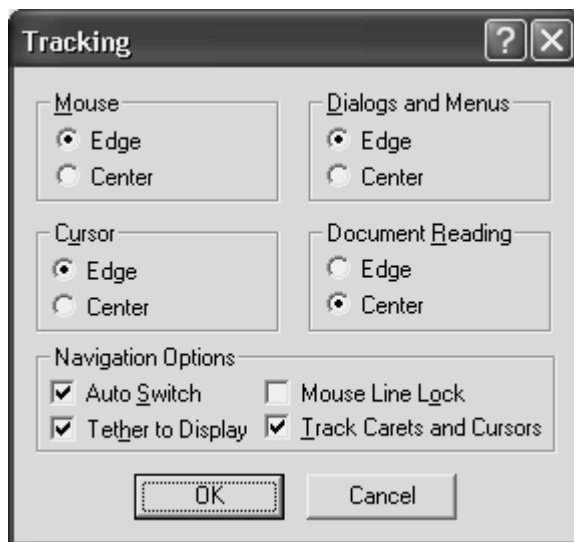 Tracking
Mouse
Edge
Center
Dialogs and Menus
Edge
Center
Cursor
Edge
Center
Document Reading
Edge
Center
Navigation Options
Auto Switch
Mouse Line Lock
Tether to Display
Track Carets and Cursors
OK
Cancel